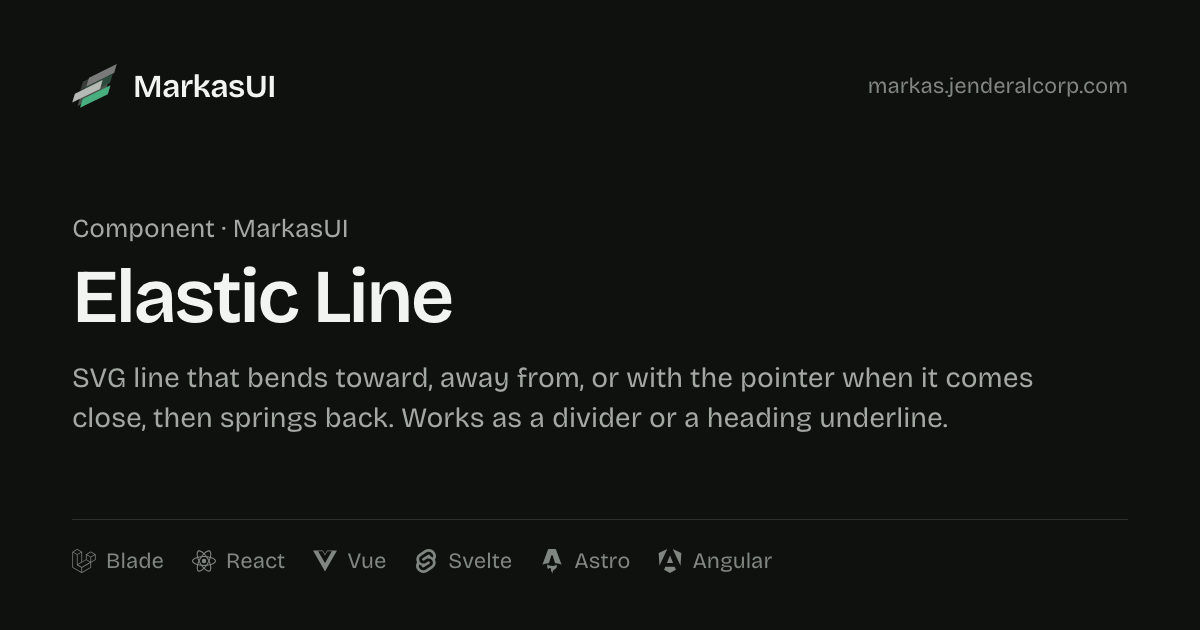 MarkasUI
markas.jenderalcorp.com
Component · MarkasUI
Elastic Line
SVG line that bends toward, away from, or with the pointer when it comes
close, then springs back. Works as a divider or a heading underline.
Blade React Vue Svelte Astro Angular